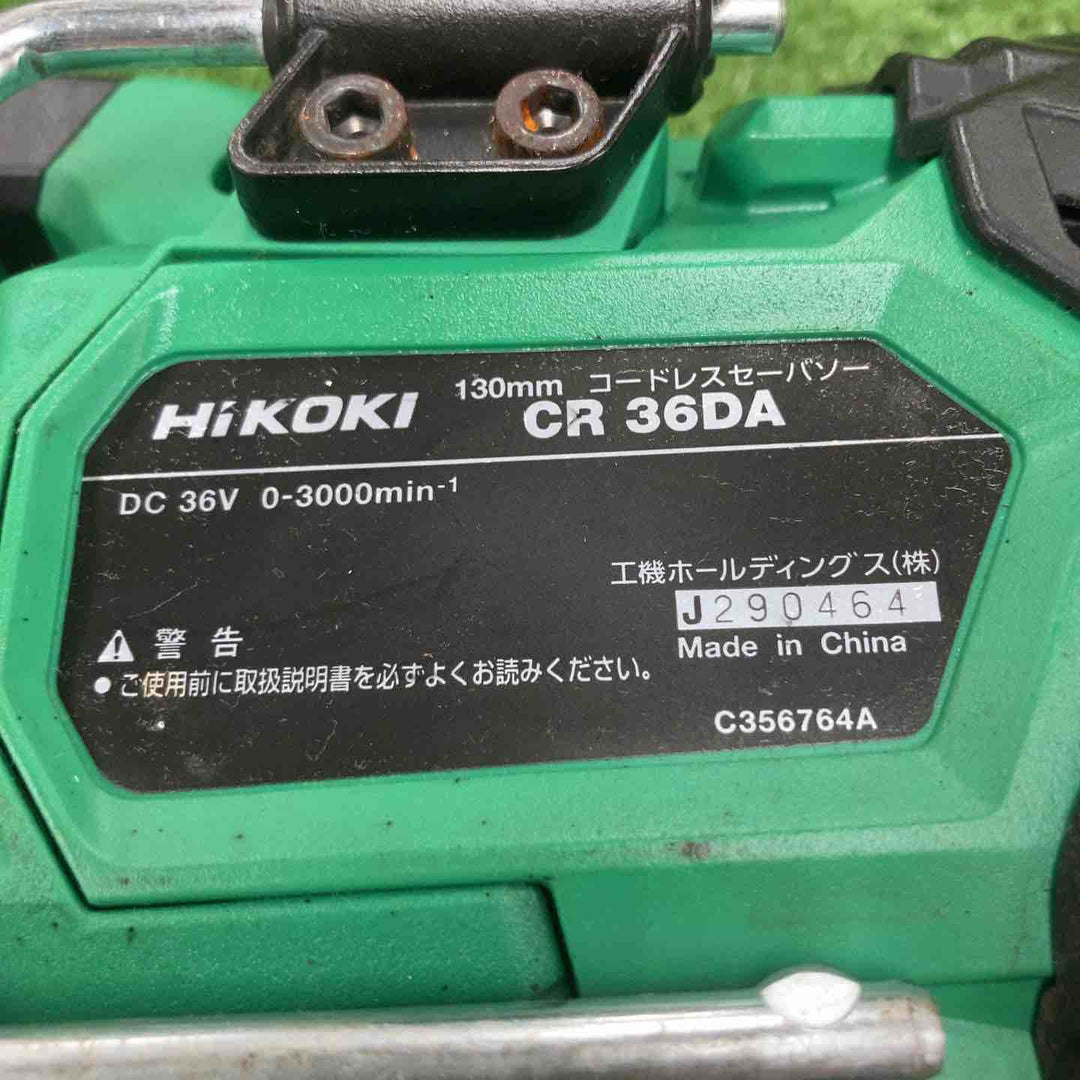 130mm コードレスセーバソー
HiKOKI CR 36DA
DC 36V 0-3000min-1
工機ホールディングス(株)
J290464
警告
Made in China
●ご使用前に取扱説明書を必ずよくお読みください。
C356764A